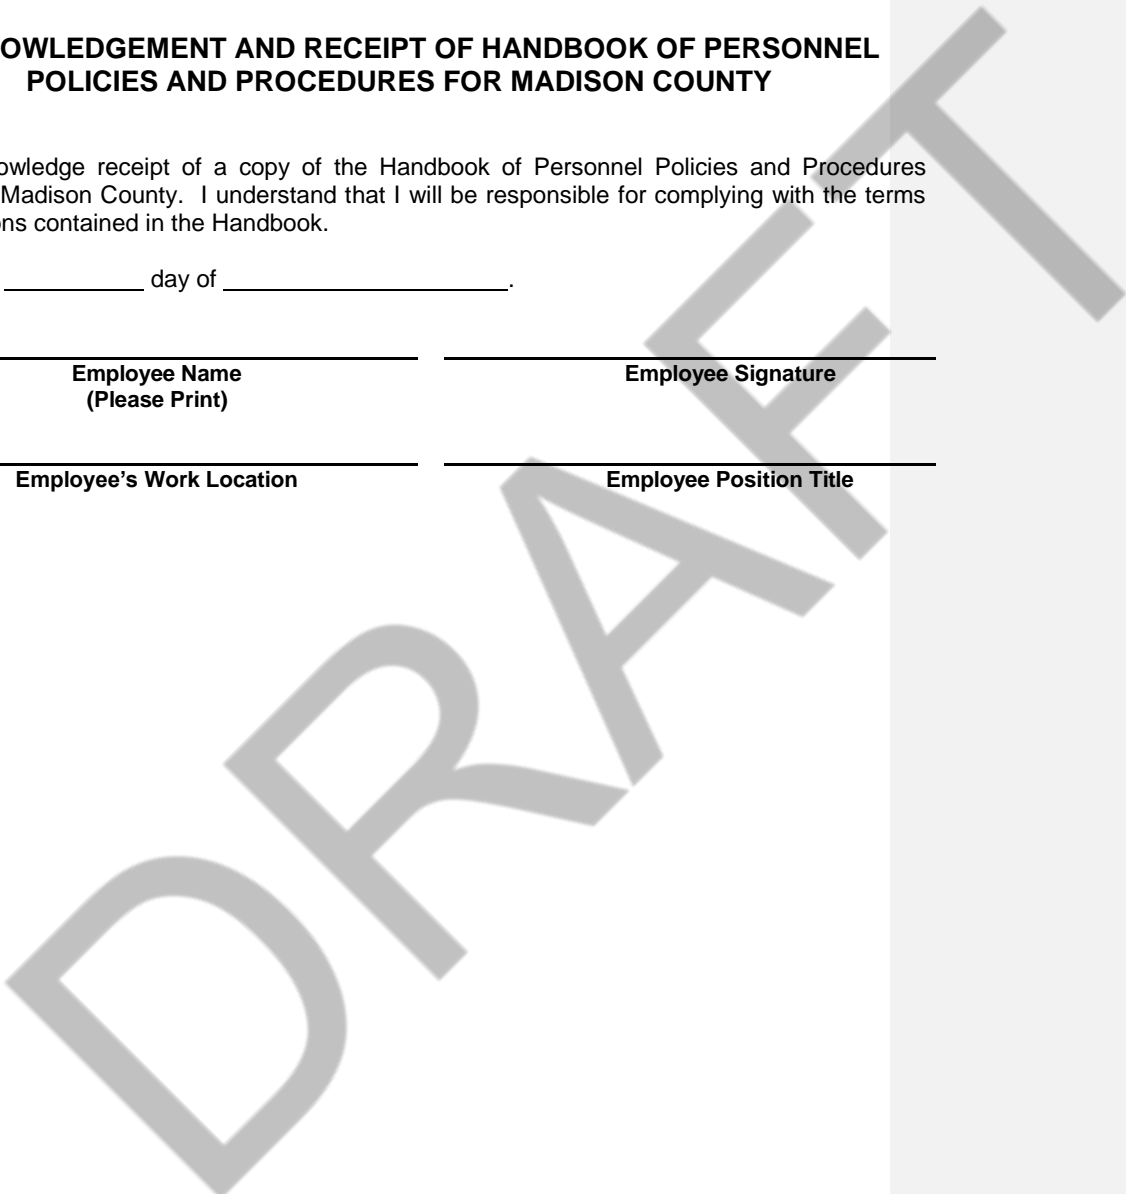 OWLEDGEMENT AND RECEIPT OF HANDBOOK OF PERSONNEL
POLICIES AND PROCEDURES FOR MADISON COUNTY
owledge receipt of a copy of the Handbook of Personnel Policies and Procedures
Madison County. I understand that I will be responsible for complying with the terms
ons contained in the Handbook.
____________ day of ________________________.
Employee Name
(Please Print)
Employee Signature
Employee's Work Location
Employee Position Title
DRAFT